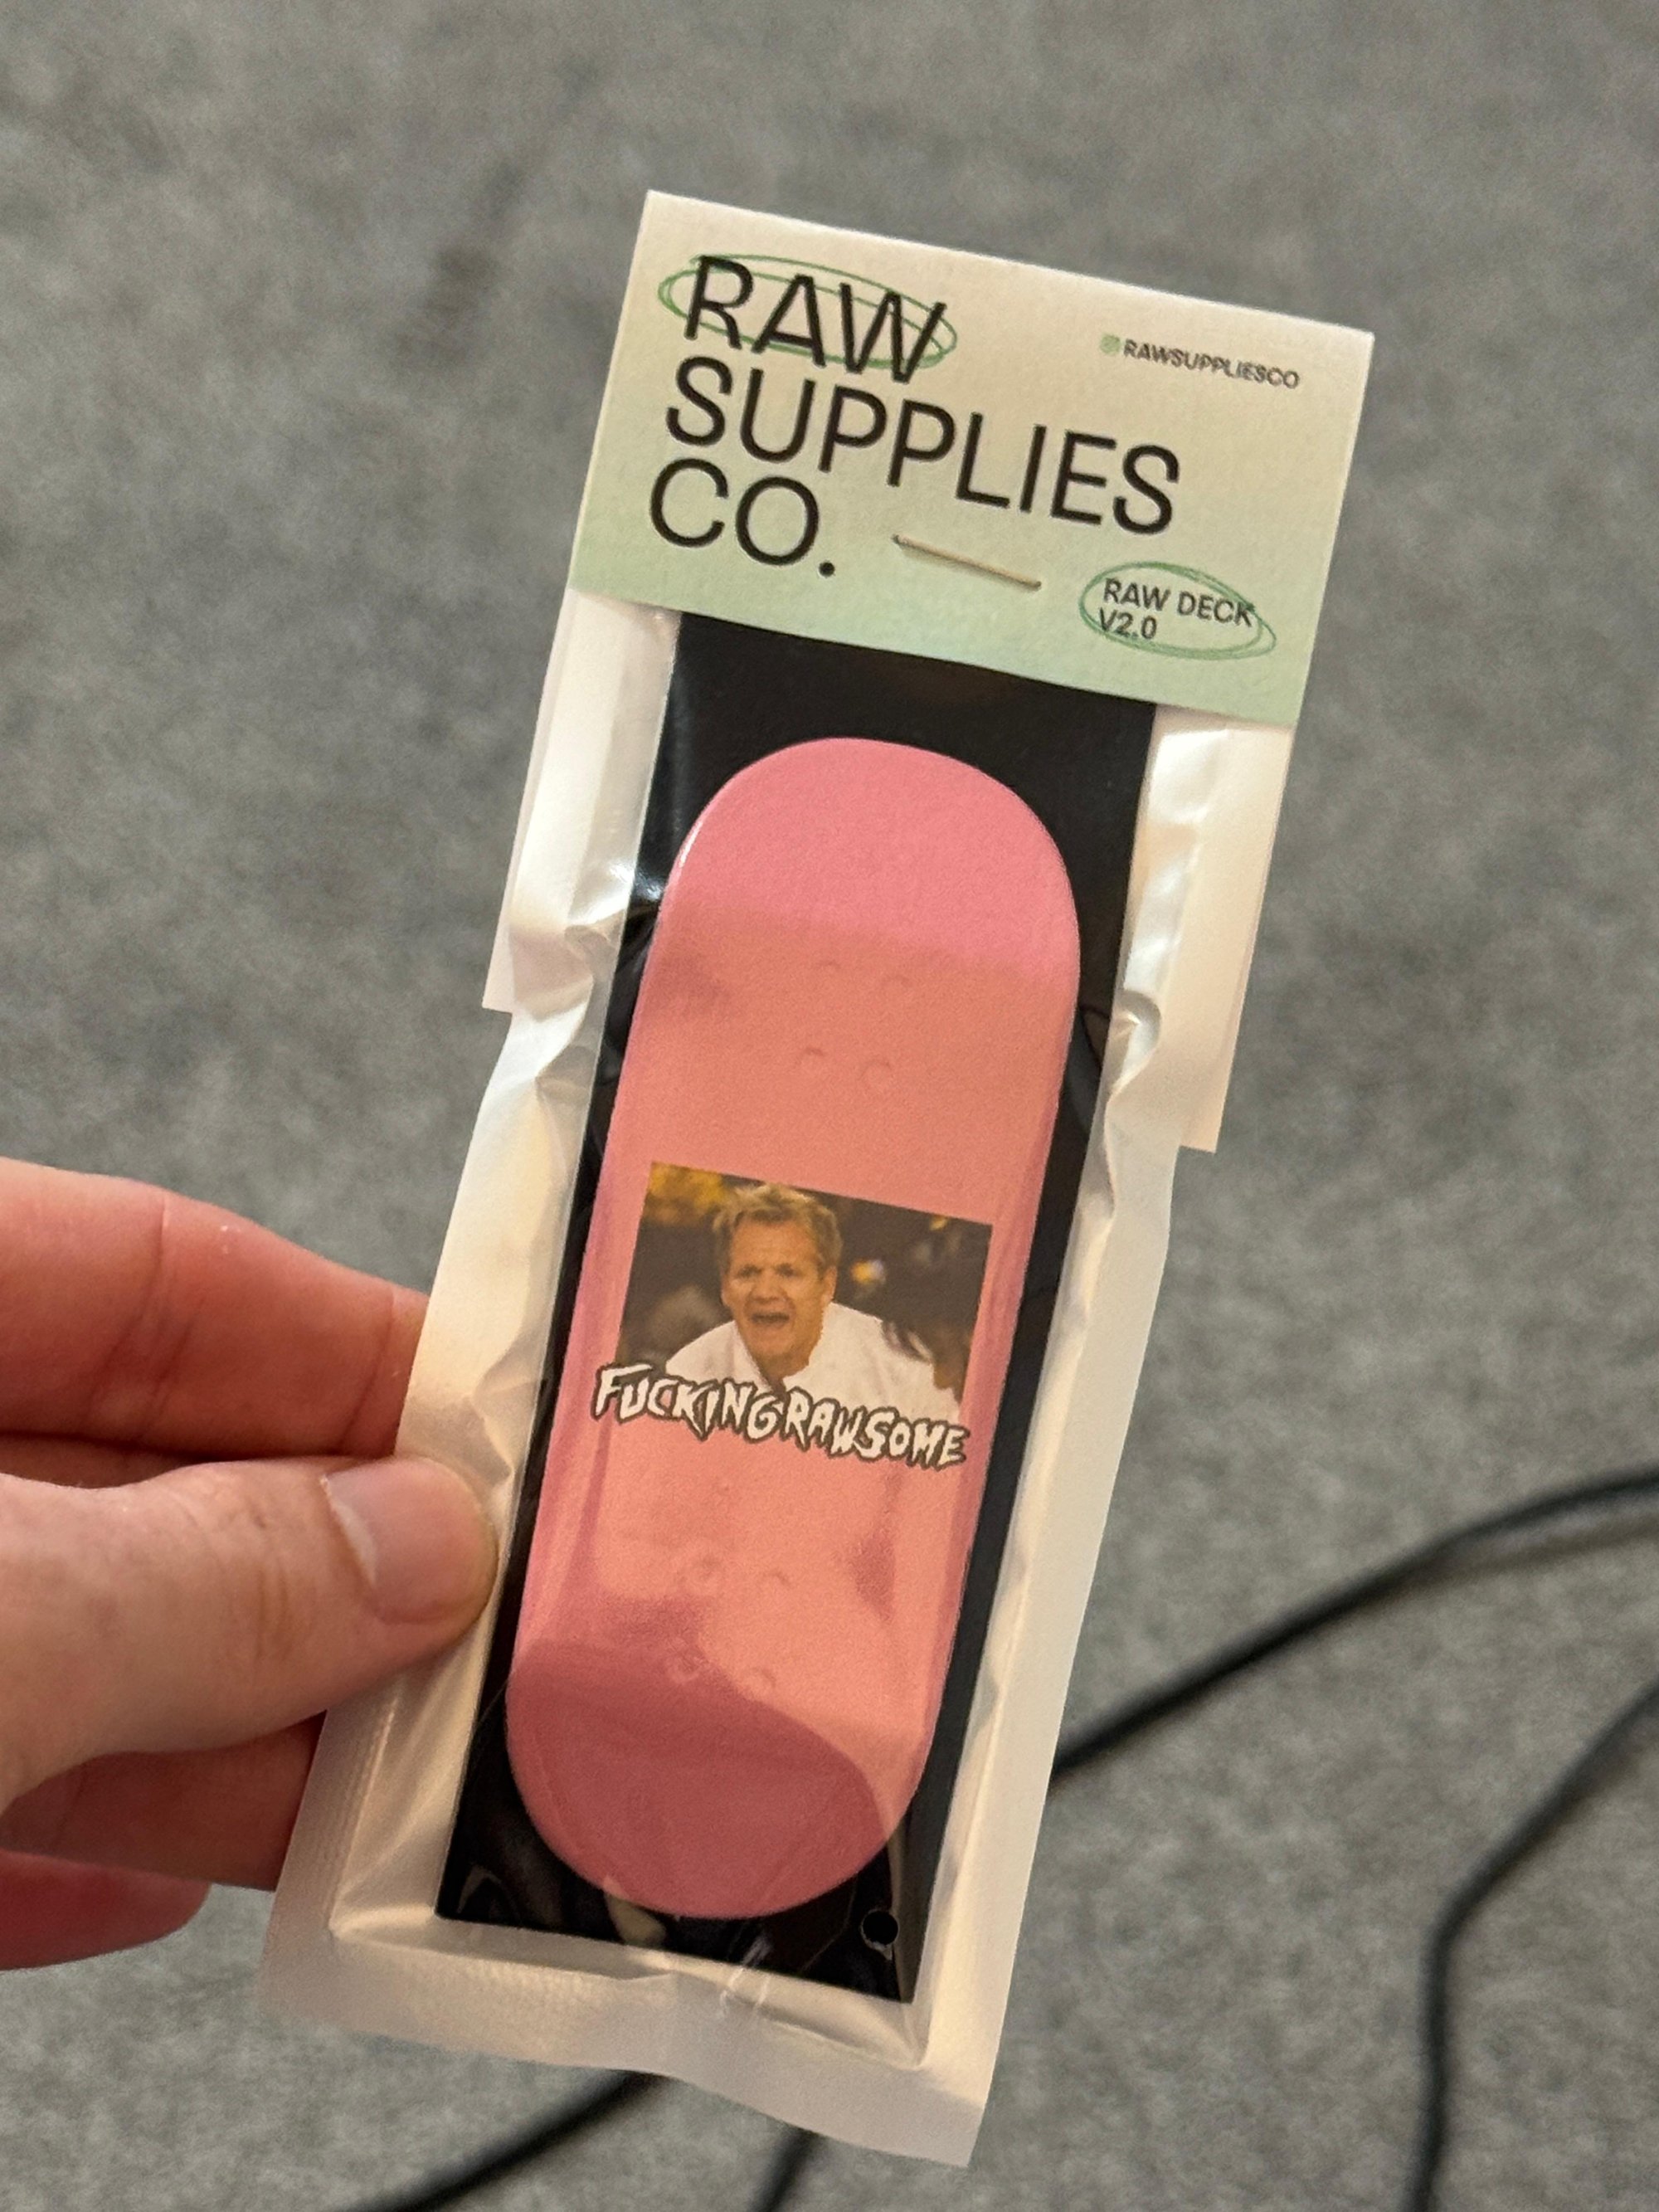 RAW
SUPPLIES
CO.
RAWSUPPLIESCO
RAW DECK
V2.0
FUCKINGRAWSOME